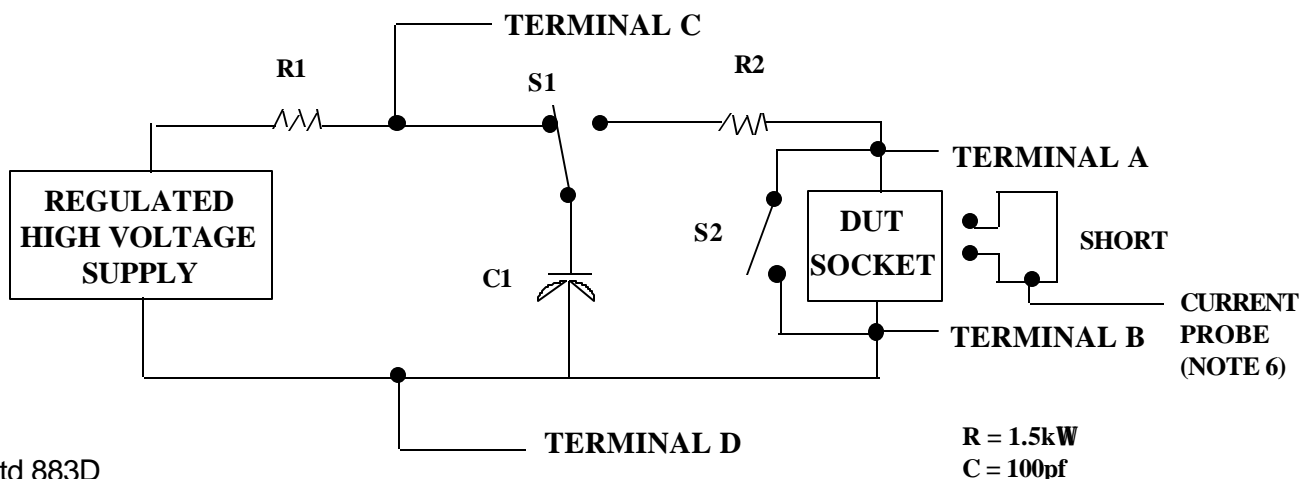 TERMINAL C
R1
R2
S1
TERMINAL A
REGULATED
HIGH VOLTAGE
SUPPLY
DUT
SOCKET
S2
SHORT
C1
CURRENT
PROBE
(NOTE 6)
TERMINAL B
TERMINAL D
R = 1.5kW
C = 100pf
td 883D